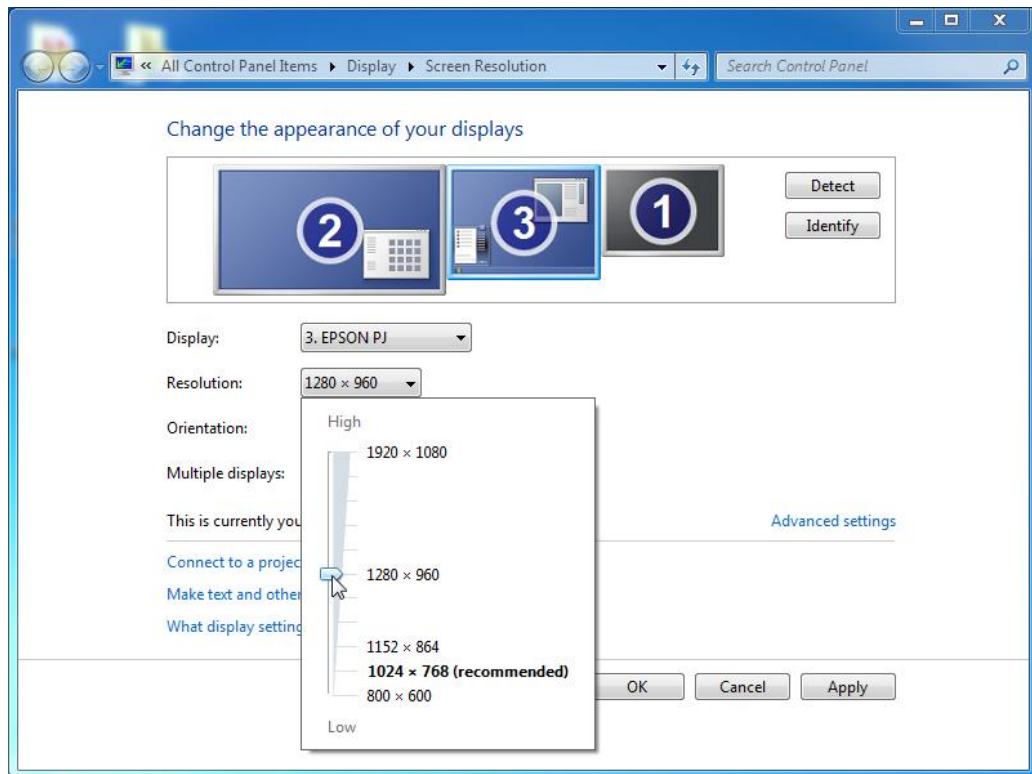 « All Control Panel Items ▸ Display ▸ Screen Resolution
Search Control Panel
Change the appearance of your displays
2
3
1
Detect
Identify
Display:
3. EPSON PJ
Resolution:
1280 × 960
Orientation:
High
1920 × 1080
Multiple displays:
This is currently you
Advanced settings
Connect to a projec
1280 × 960
Make text and other
What display setting
1152 × 864
1024 × 768 (recommended)
800 × 600
Low
OK
Cancel
Apply